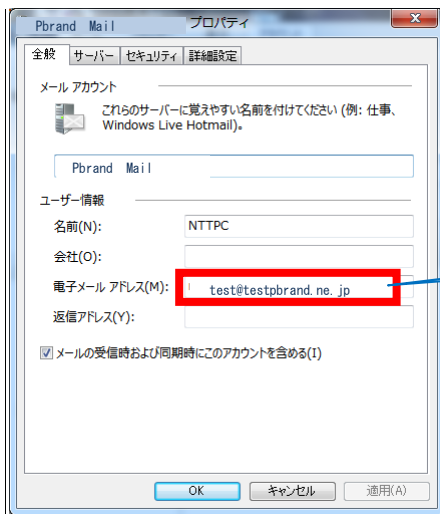 Pbrand Mail プロパティ
全般 サーバー セキュリティ 詳細設定
メール アカウント
これらのサーバーに覚えやすい名前を付けてください (例: 仕事、
Windows Live Hotmail)。
Pbrand Mail
ユーザー情報
名前(N): NTTPC
会社(O):
電子メール アドレス(M): test@testpbrand.ne.jp
返信アドレス(Y):
メールの受信時および同期時にこのアカウントを含める(I)
OK キャンセル 適用(A)